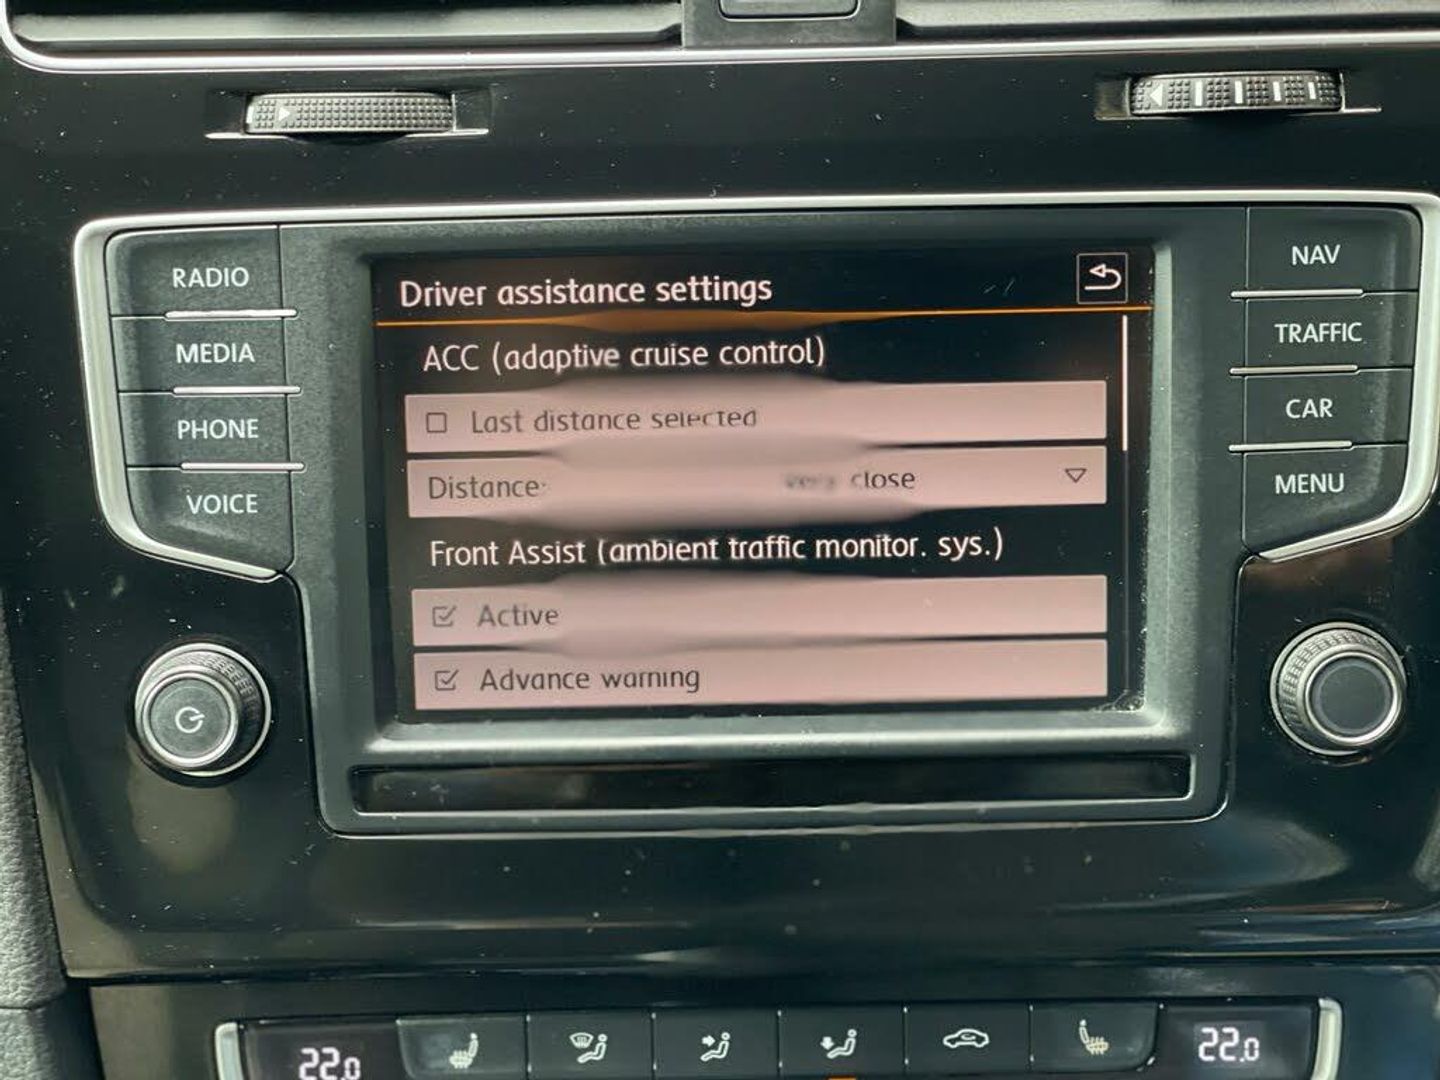 RADIO
MEDIA
PHONE
VOICE
Driver assistance settings
ACC (adaptive cruise control)
Last distance selected
Distance:
very close
Front Assist (ambient traffic monitor. sys.)
Active
Advance warning
NAV
TRAFFIC
CAR
MENU
22.0
22.0